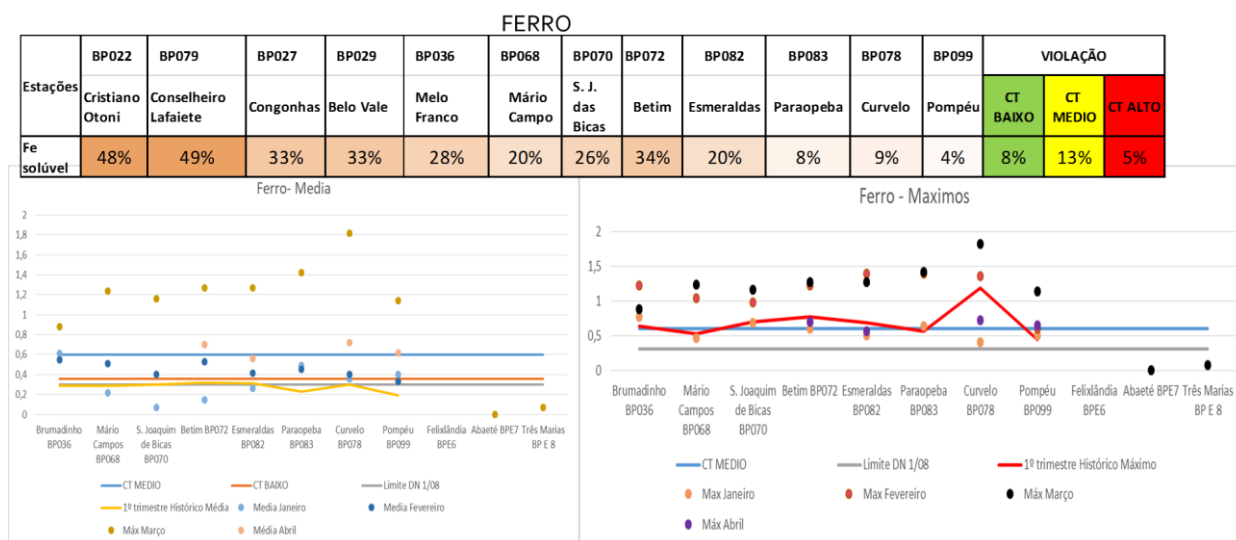 FERRO
Estações BP022 BP079 BP027 BP029 BP036 BP068 BP070 BP072 BP082 BP083 BP078 BP099 VIOLAÇÃO
Cristiano Otoni Conselheiro Lafaiete Congonhas Belo Vale Melo Franco Mário Campo S. J. das Bicas Betim Esmeraldas Paraopeba Curvelo Pompéu CT BAIXO CT MEDIO CT ALTO
Fe solúvel 48% 49% 33% 33% 28% 20% 26% 34% 20% 8% 9% 4% 8% 13% 5%
Ferro- Media
2
1,8
1,6
1,4
1,2
1
0,8
0,6
0,4
0,2
0
Brumadinho BP036
Mário Campos BP068
S. Joaquim de Bicas BP070
Betim BP072
Esmeraldas BP082
Paraopeba BP083
Curvelo BP078
Pompéu BP099
Felixlândia BPE6
Abaeté BPE7
Três Marias BP E 8
CT MEDIO CT BAIXO Limite DN 1/08
1º trimestre Histórico Média Media Janeiro Media Fevereiro
Máx Março Média Abril
Ferro - Maximos
2
1,5
1
0,5
0
Brumadinho BP036
Mário Campos BP068
S. Joaquim de Bicas BP070
Betim BP072
Esmeraldas BP082
Paraopeba BP083
Curvelo BP078
Pompéu BP099
Felixlândia BPE6
Abaeté BPE7
Três Marias BP E 8
CT MEDIO Limite DN 1/08 1º trimestre Histórico Máximo
Max Janeiro Max Fevereiro Máx Março
Máx Abril